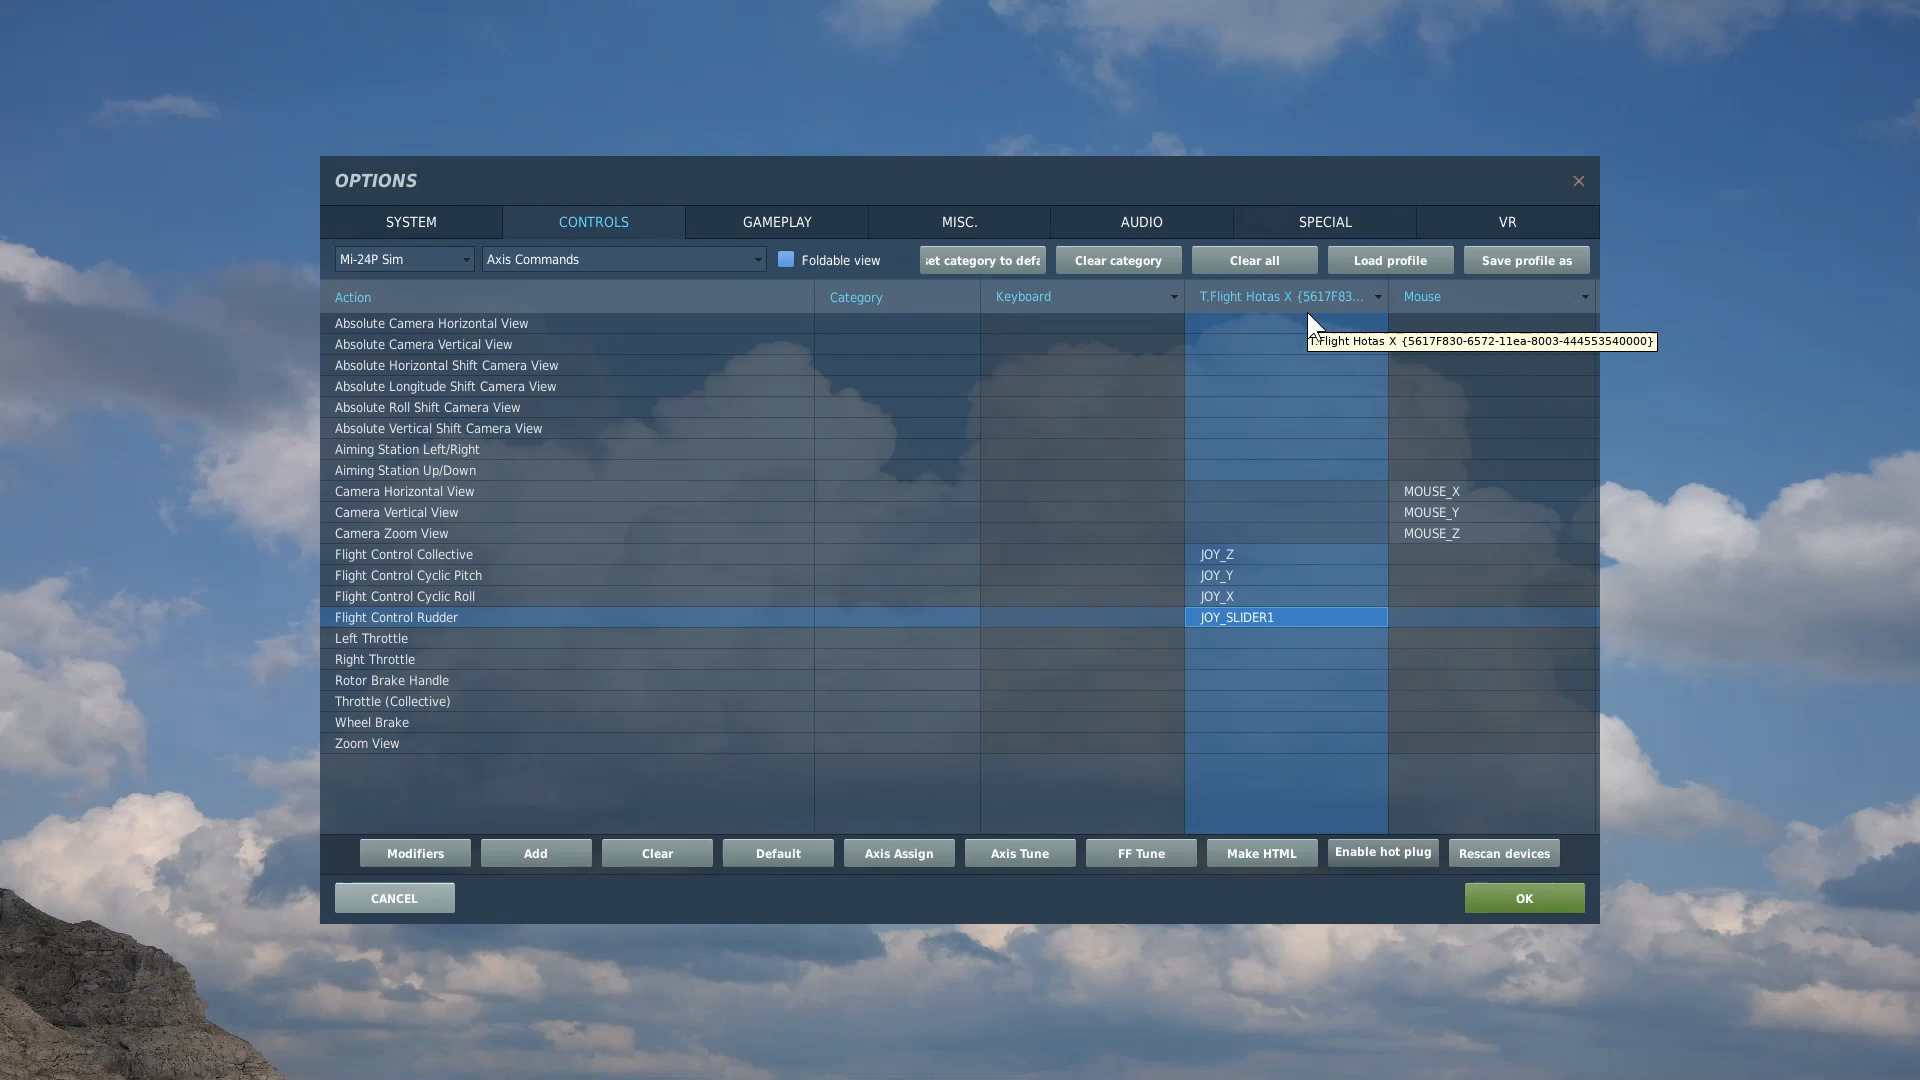 OPTIONS ×
SYSTEM CONTROLS GAMEPLAY MISC. AUDIO SPECIAL VR
Mi-24P Sim Axis Commands Foldable view set category to defa Clear category Clear all Load profile Save profile as
Action Category Keyboard T.Flight Hotas X {5617F83... Mouse
Absolute Camera Horizontal View
T.Flight Hotas X {5617F830-6572-11ea-8003-444553540000}
Absolute Camera Vertical View
Absolute Horizontal Shift Camera View
Absolute Longitude Shift Camera View
Absolute Roll Shift Camera View
Absolute Vertical Shift Camera View
Aiming Station Left/Right
Aiming Station Up/Down
Camera Horizontal View MOUSE_X
Camera Vertical View MOUSE_Y
Camera Zoom View MOUSE_Z
Flight Control Collective JOY_Z
Flight Control Cyclic Pitch JOY_Y
Flight Control Cyclic Roll JOY_X
Flight Control Rudder JOY_SLIDER1
Left Throttle
Right Throttle
Rotor Brake Handle
Throttle (Collective)
Wheel Brake
Zoom View
Modifiers Add Clear Default Axis Assign Axis Tune FF Tune Make HTML Enable hot plug Rescan devices
CANCEL OK